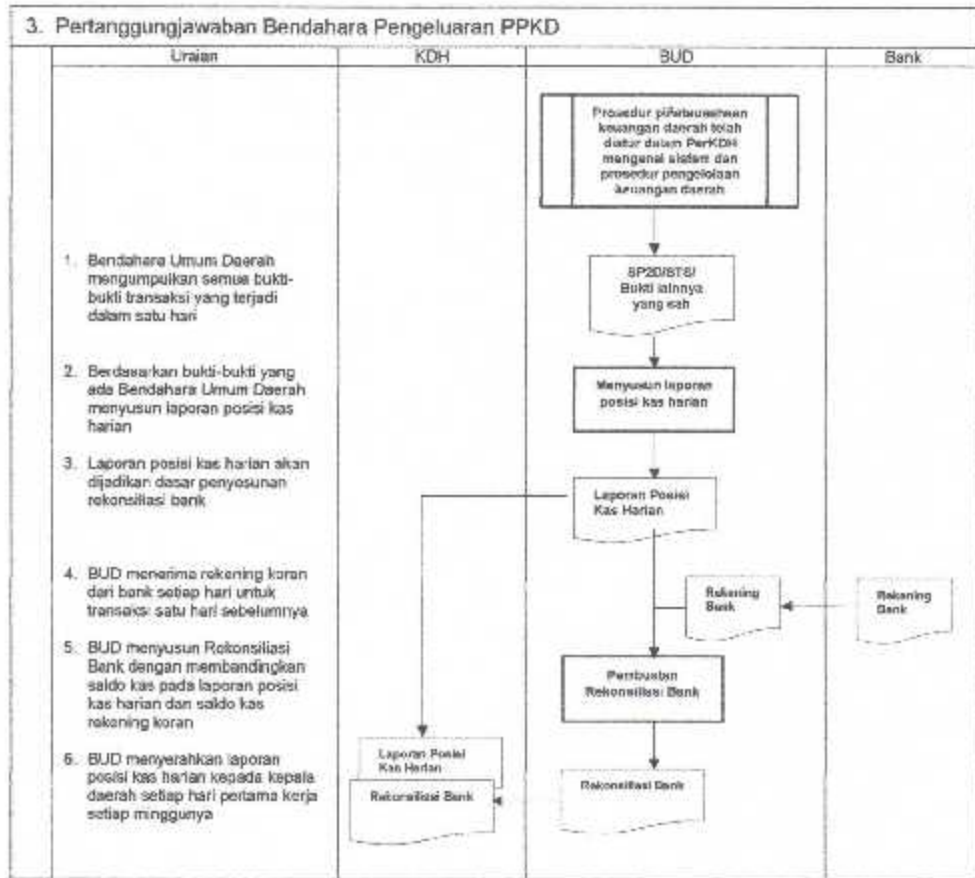 3. Pertanggungjawaban Bendahara Pengeluaran PPKD
Uraian
KDH
BUD
Bank
Prosedur penatausahaan
keuangan daerah telah
diatur dalam PerKDH
mengenai sistem dan
prosedur pengelolaan
keuangan daerah
1. Bendahara Umum Daerah
mengumpulkan semua bukti-
bukti transaksi yang terjadi
dalam satu hari
SP2D/STS/
Bukti lainnya
yang sah
2. Berdasarkan bukti-bukti yang
ada Bendahara Umum Daerah
menyusun laporan posisi kas
harian
Menyusun laporan
posisi kas harian
3. Laporan posisi kas harian akan
dijadikan dasar penyusunan
rekonsiliasi bank
Laporan Posisi
Kas Harian
4. BUD menerima rekening koran
dari bank setiap hari untuk
transaksi satu hari sebelumnya
Rekening
Bank
Rekening
Bank
5. BUD menyusun Rekonsiliasi
Bank dengan membandingkan
saldo kas pada laporan posisi
kas harian dan saldo kas
rekening koran
Pembuatan
Rekonsiliasi Bank
6. BUD menyerahkan laporan
posisi kas harian kepada kepala
daerah setiap hari pertama kerja
setiap minggunya
Laporan Posisi
Kas Harian
Rekonsiliasi Bank
Rekonsiliasi Bank